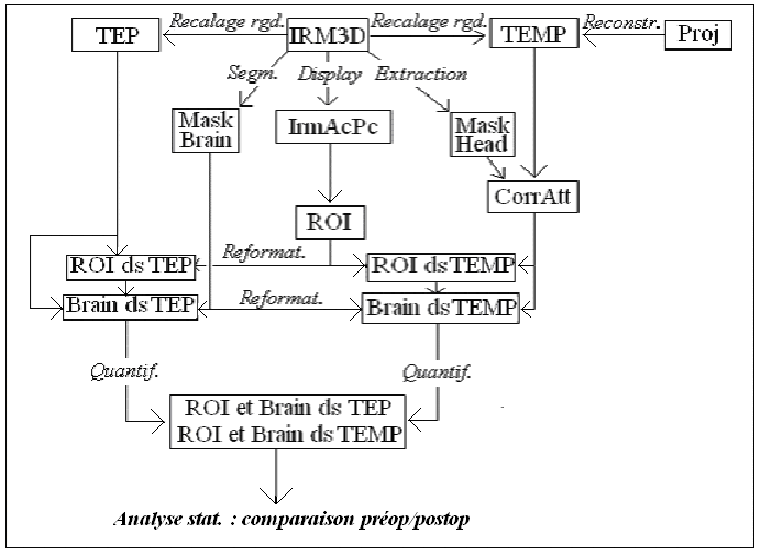 Recalage rgd.
Recalage rgd.
Reconstr.
TEP
IRM3D
TEMP
Proj
Segm.
Display
Extraction
Mask
Brain
IrmAcPc
Mask
Head
CorrAtt
ROI
Reformat.
ROI ds TEP
ROI dsTEMP
Brain ds TEP
Reformat.
Brain dsTEMP
Quantif.
Quantif.
ROI et Brain ds TEP
ROI et Brain ds TEMP
Analyse stat. : comparaison préop/postop